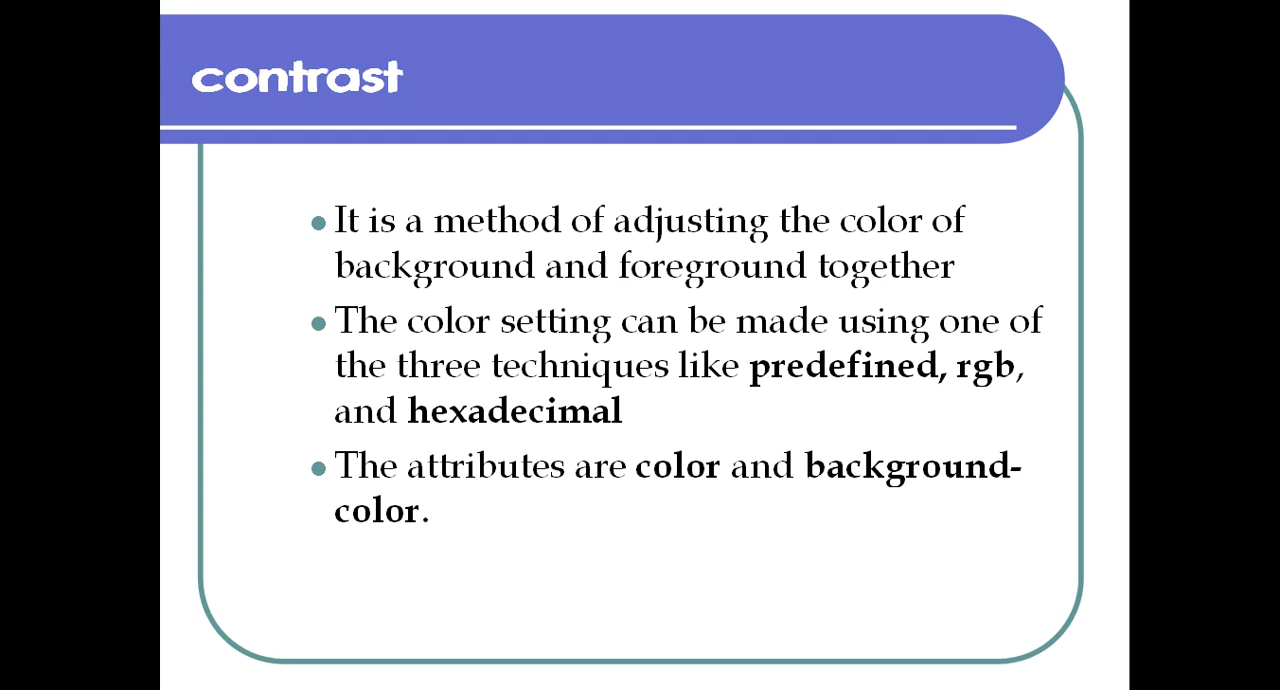 contrast
It is a method of adjusting the color of
background and foreground together
The color setting can be made using one of
the three techniques like predefined, rgb,
and hexadecimal
The attributes are color and background-
color.